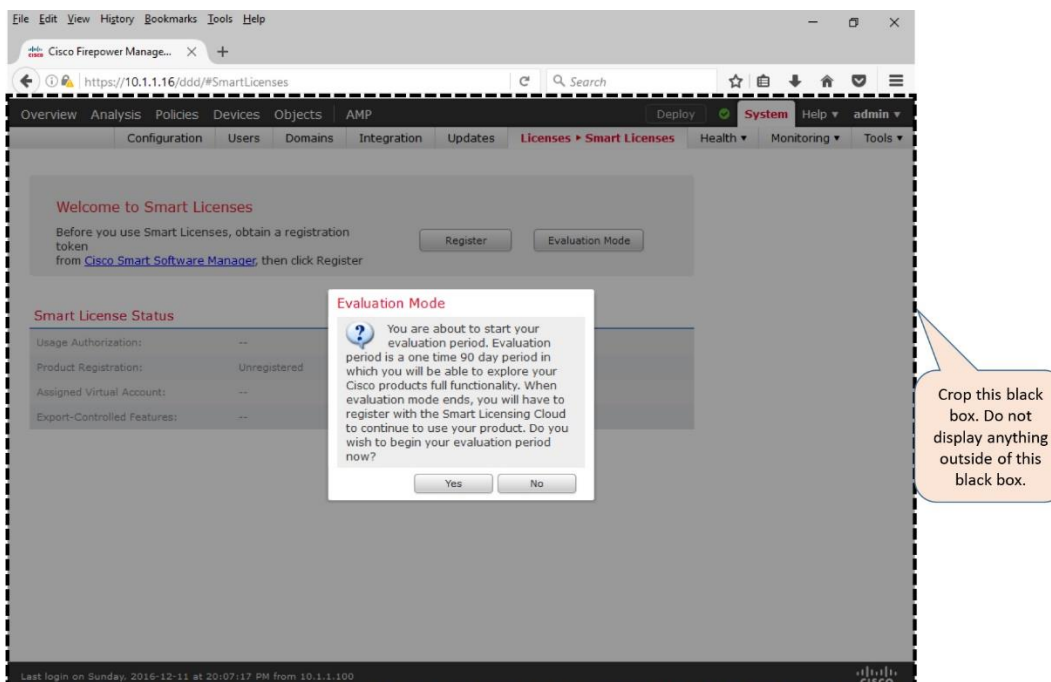 File Edit View History Bookmarks Tools Help
CISCO Cisco Firepower Manage... × +
https://10.1.1.16/ddd/#SmartLicenses Search
Overview Analysis Policies Devices Objects AMP Deploy System Help admin
Configuration Users Domains Integration Updates Licenses ▸ Smart Licenses Health Monitoring Tools
Welcome to Smart Licenses
Before you use Smart Licenses, obtain a registration
token
from Cisco Smart Software Manager, then click Register
Register Evaluation Mode
Smart License Status
Usage Authorization: --
Product Registration: Unregistered
Assigned Virtual Account: --
Export-Controlled Features: --
Evaluation Mode
You are about to start your
evaluation period. Evaluation
period is a one time 90 day period in
which you will be able to explore your
Cisco products full functionality. When
evaluation mode ends, you will have to
register with the Smart Licensing Cloud
to continue to use your product. Do you
wish to begin your evaluation period
now?
Yes No
Crop this black
box. Do not
display anything
outside of this
black box.
Last login on Sunday, 2016-12-11 at 20:07:17 PM from 10.1.1.100
CISCO